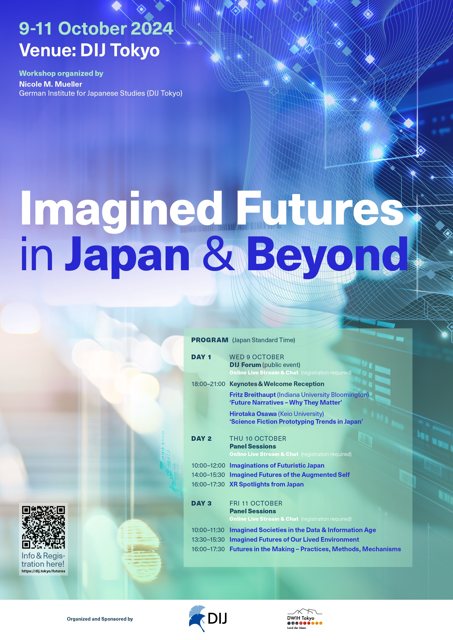 9-11 October 2024
Venue: DIJ Tokyo
Workshop organized by
Nicole M. Mueller
German Institute for Japanese Studies (DIJ Tokyo)
Imagined Futures
in Japan & Beyond
PROGRAM (Japan Standard Time)
DAY 1 WED 9 OCTOBER
DIJ Forum (public event)
Online Live Stream & Chat (registration required)
18:00–21:00 Keynotes & Welcome Reception
Fritz Breithaupt (Indiana University Bloomington)
'Future Narratives – Why They Matter'
Hirotaka Osawa (Keio University)
'Science Fiction Prototyping Trends in Japan'
DAY 2 THU 10 OCTOBER
Panel Sessions
Online Live Stream & Chat (registration required)
10:00–12:00 Imaginations of Futuristic Japan
14:00–15:30 Imagined Futures of the Augmented Self
16:00–17:30 XR Spotlights from Japan
DAY 3 FRI 11 OCTOBER
Panel Sessions
Online Live Stream & Chat (registration required)
10:00–11:30 Imagined Societies in the Data & Information Age
13:30–15:30 Imagined Futures of Our Lived Environment
16:00–17:30 Futures in the Making – Practices, Methods, Mechanisms
Info & Regis-
tration here!
https://dij.tokyo/futures
Organized and Sponsored by
DIJ
DWIH Tokyo